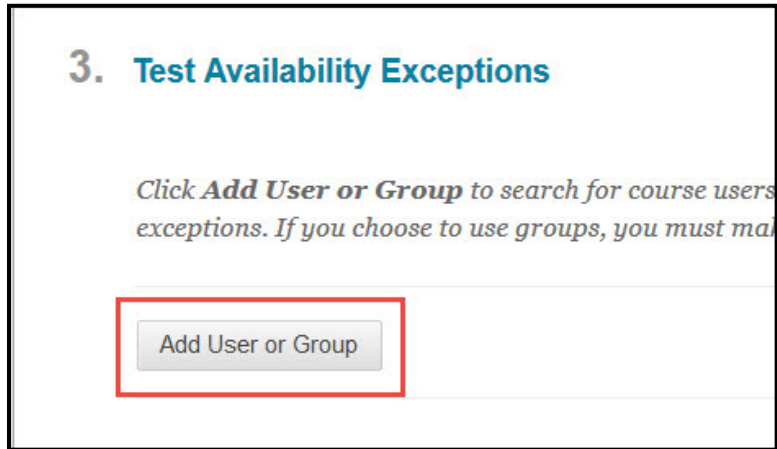 3. Test Availability Exceptions
Click Add User or Group to search for course users
exceptions. If you choose to use groups, you must
Add User or Group